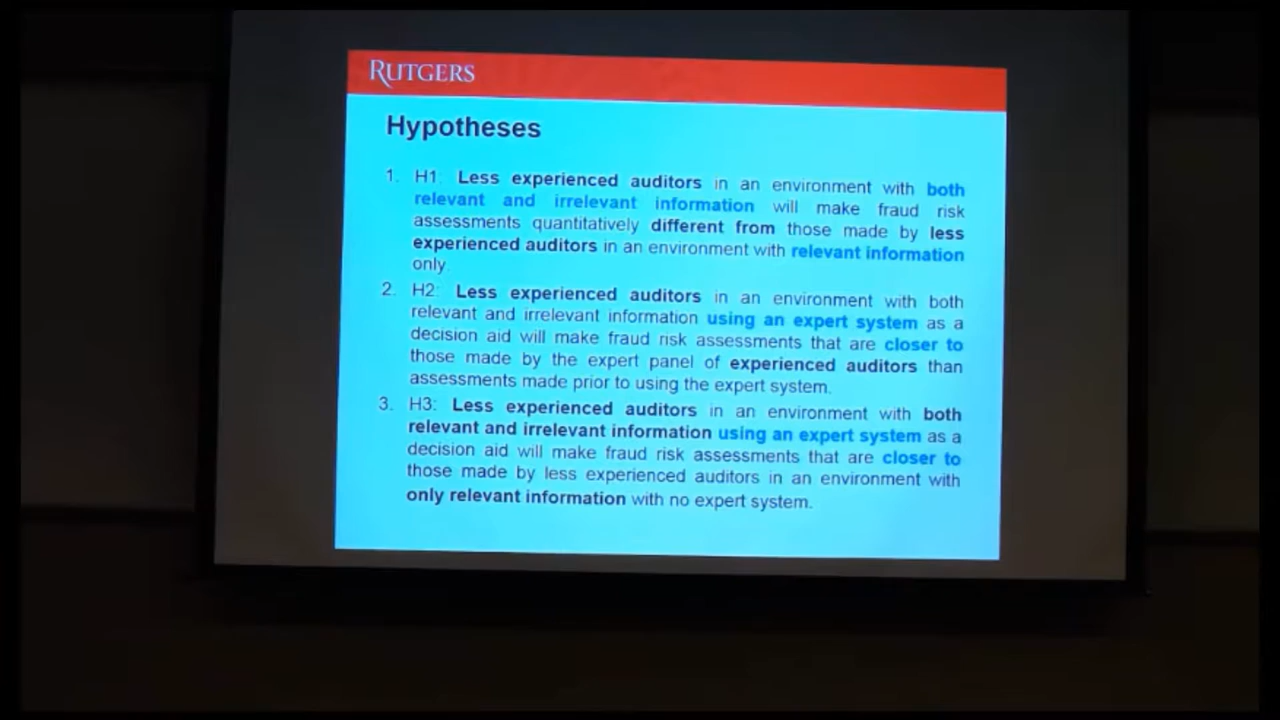 RUTGERS
Hypotheses
1. H1: Less experienced auditors in an environment with both
relevant and irrelevant information will make fraud risk
assessments quantitatively different from those made by less
experienced auditors in an environment with relevant information
only.
2. H2: Less experienced auditors in an environment with both
relevant and irrelevant information using an expert system as a
decision aid will make fraud risk assessments that are closer to
those made by the expert panel of experienced auditors than
assessments made prior to using the expert system.
3. H3: Less experienced auditors in an environment with both
relevant and irrelevant information using an expert system as a
decision aid will make fraud risk assessments that are closer to
those made by less experienced auditors in an environment with
only relevant information with no expert system.